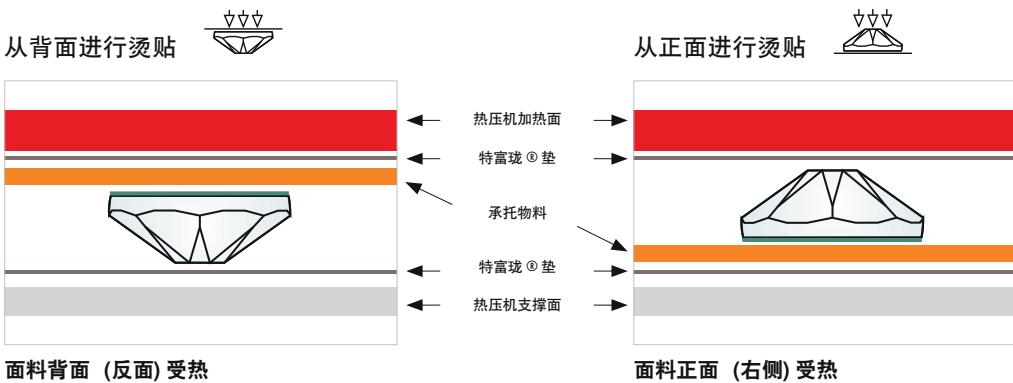 从背面进行烫贴
从正面进行烫贴
热压机加热面
特富珑 ® 垫
承托物料
特富珑 ® 垫
热压机支撑面
面料背面 (反面) 受热
面料正面 (右侧) 受热